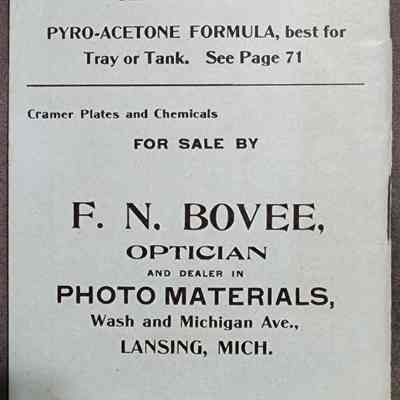 PYRO-ACETONE FORMULA, best for
Tray or Tank. See Page 71
Cramer Plates and Chemicals
FOR SALE BY
F. N. BOVEE,
OPTICIAN
AND DEALER IN
PHOTO MATERIALS,
Wash and Michigan Ave.,
LANSING, MICH.